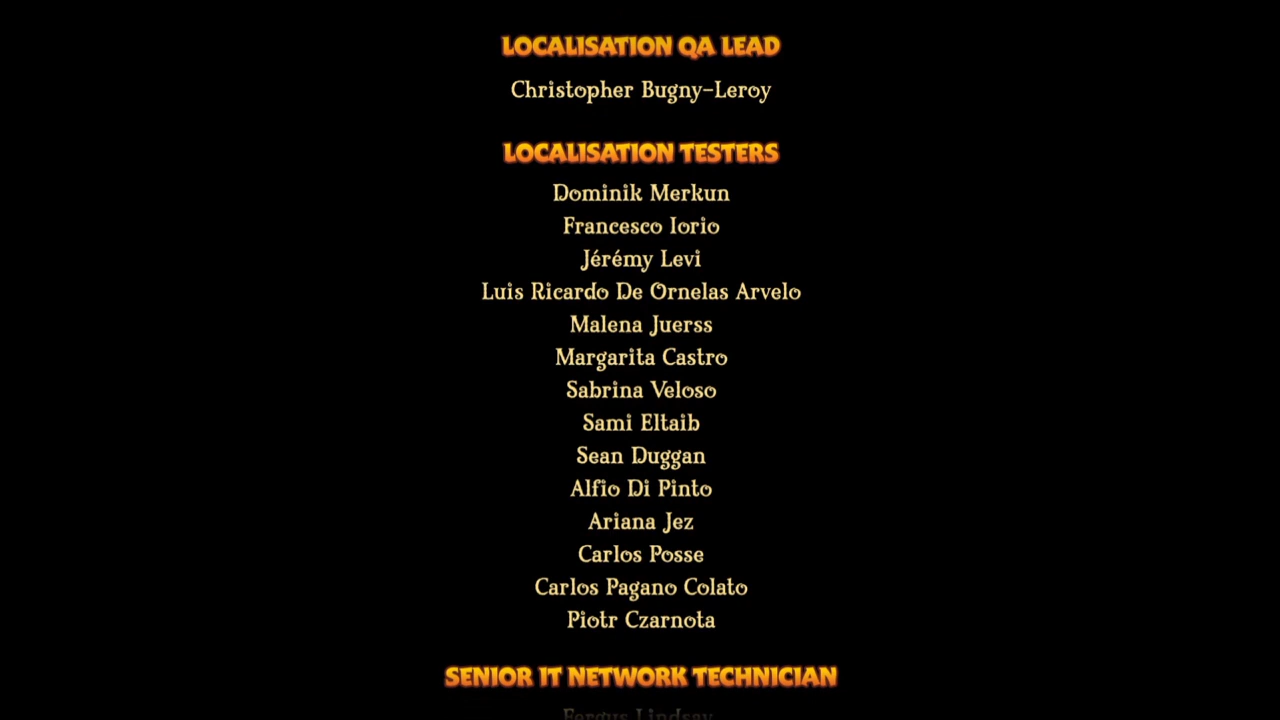 LOCALISATION QA LEAD
Christopher Bugny-Leroy
LOCALISATION TESTERS
Dominik Merkun
Francesco Iorio
Jérémy Levi
Luis Ricardo De Ornelas Arvelo
Malena Juerss
Margarita Castro
Sabrina Veloso
Sami Eltaib
Sean Duggan
Alfio Di Pinto
Ariana Jez
Carlos Posse
Carlos Pagano Colato
Piotr Czarnota
SENIOR IT NETWORK TECHNICIAN
Fergus Lindsay